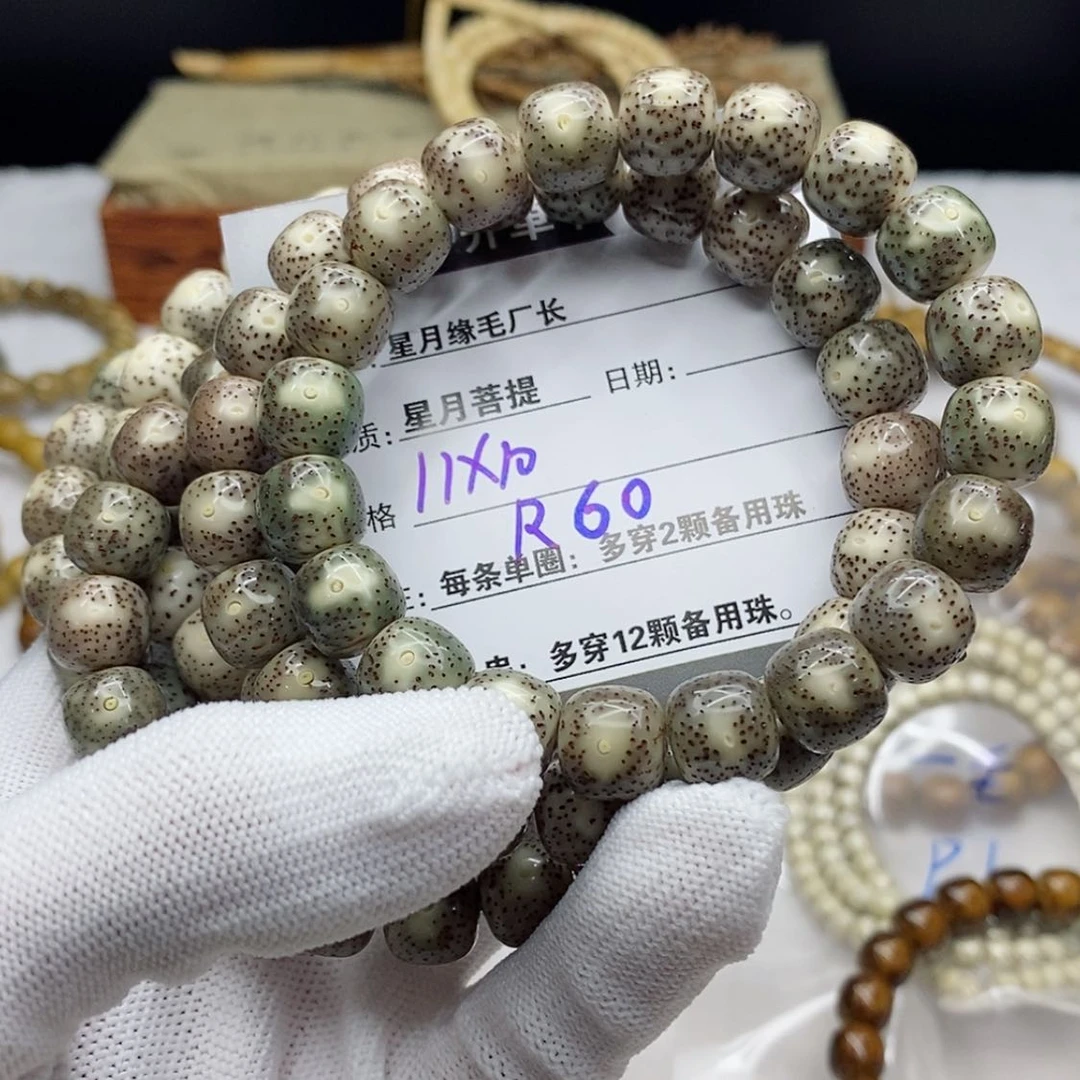 星月缘毛厂长
质: 星月菩提 日期:
格 11X10
R60
每条单圈: 多穿2颗备用珠
多穿12颗备用珠。